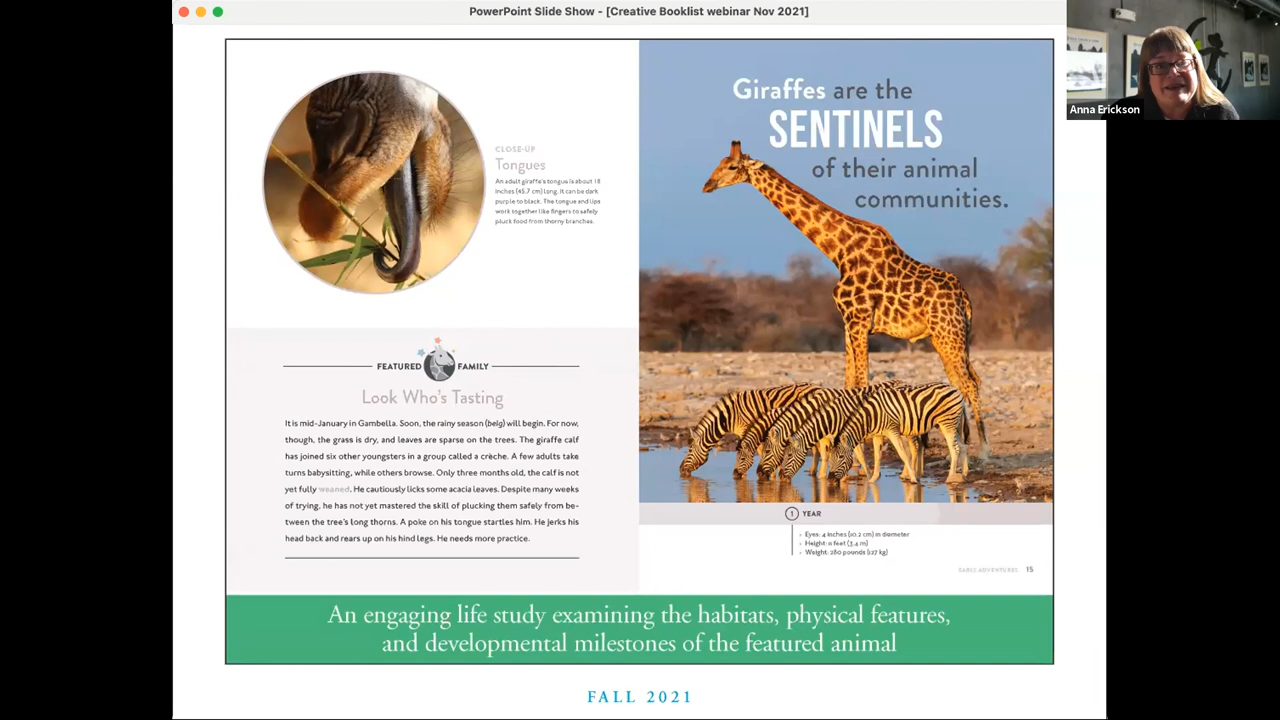 PowerPoint Slide Show - [Creative Booklist webinar Nov 2021]
Anna Erickson
CLOSE-UP
Tongues
An adult giraffe's tongue is about 18
inches (45.7 cm) long. It can be dark
purple to black. The tongue and lips
work together like fingers to safely
pluck food from thorny branches.
FEATURED FAMILY
Look Who's Tasting
It is mid-January in Gambella. Soon, the rainy season (belg) will begin. For now,
though, the grass is dry, and leaves are sparse on the trees. The giraffe calf
has joined six other youngsters in a group called a crèche. A few adults take
turns babysitting, while others browse. Only three months old, the calf is not
yet fully weaned. He cautiously licks some acacia leaves. Despite many weeks
of trying, he has not yet mastered the skill of plucking them safely from be-
tween the tree's long thorns. A poke on his tongue startles him. He jerks his
head back and rears up on his hind legs. He needs more practice.
Giraffes are the
SENTINELS
of their animal
communities.
1 YEAR
Eyes: 4 inches (10.2 cm) in diameter
Height: 11 feet (3.4 m)
Weight: 280 pounds (127 kg)
EARLY ADVENTURES 15
An engaging life study examining the habitats, physical features,
and developmental milestones of the featured animal
FALL 2021